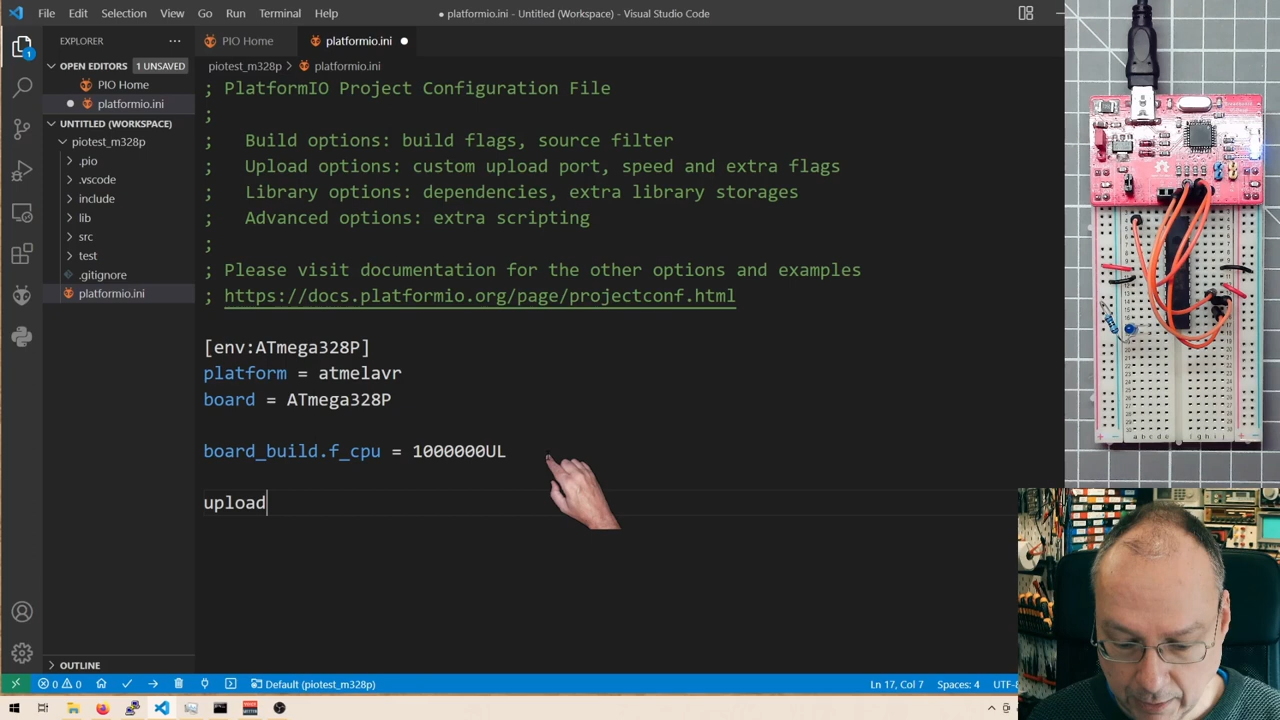 File Edit Selection View Go Run Terminal Help
● platformio.ini - Untitled (Workspace) - Visual Studio Code
EXPLORER
PIO Home
platformio.ini
OPEN EDITORS
1 UNSAVED
PIO Home
platformio.ini
UNTITLED (WORKSPACE)
piotest_m328p
.pio
.vscode
include
lib
src
test
.gitignore
platformio.ini
OUTLINE
piotest_m328p > platformio.ini
; PlatformIO Project Configuration File
;
;   Build options: build flags, source filter
;   Upload options: custom upload port, speed and extra flags
;   Library options: dependencies, extra library storages
;   Advanced options: extra scripting
;
; Please visit documentation for the other options and examples
; https://docs.platformio.org/page/projectconf.html
[env:ATmega328P]
platform = atmelavr
board = ATmega328P
board_build.f_cpu = 1000000UL
upload
0 0 Default (piotest_m328p) Ln 17, Col 7 Spaces: 4 UTF-8